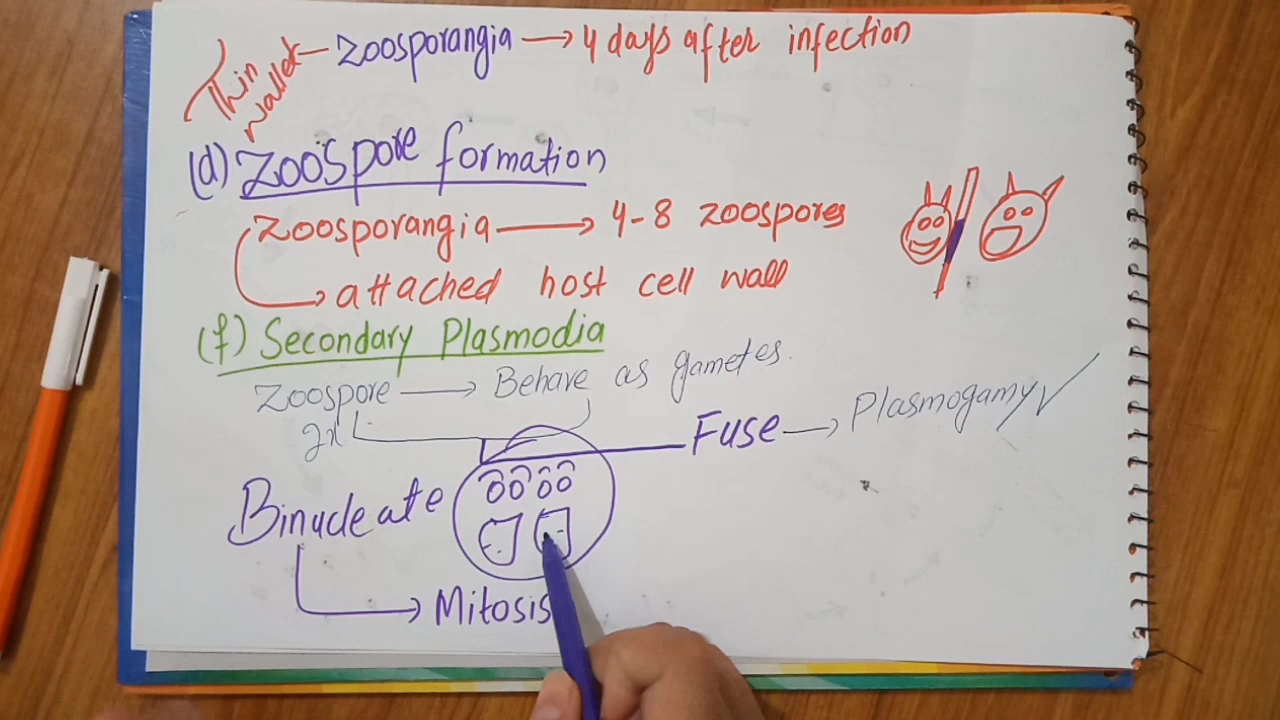 Thin walled – Zoosporangia → 4 days after infection
(d) Zoospore formation
Zoosporangia → 4-8 zoospores
→ attached host cell wall
(f) Secondary Plasmodia
Zoospore → Behave as gametes.
Fuse → Plasmogamy ✓
Binucleate
→ Mitosis